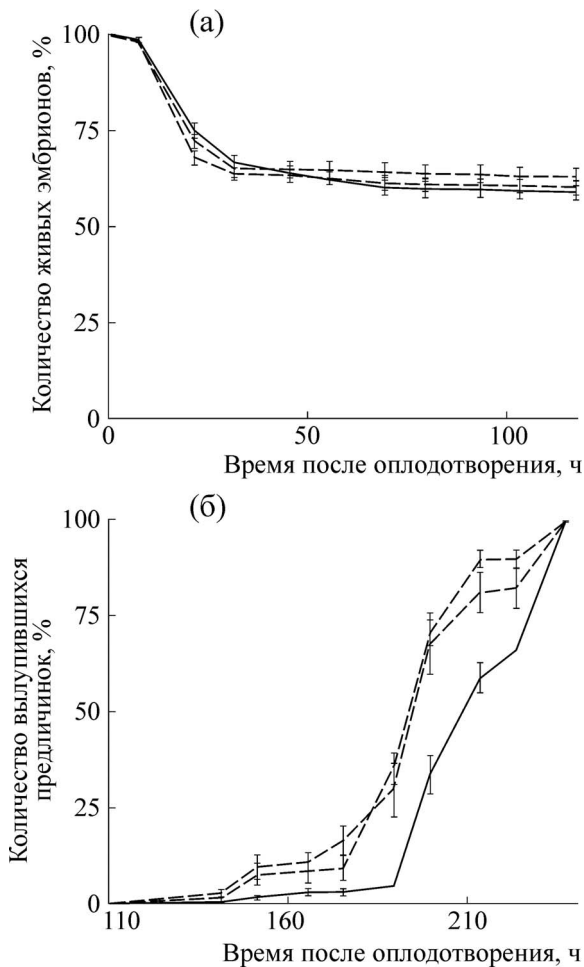 (а)
Количество живых эмбрионов, %
100
75
50
25
0
0
50
100
Время после оплодотворения, ч
(б)
Количество вылупившихся
предличинок, %
100
75
50
25
0
110
160
210
Время после оплодотворения, ч